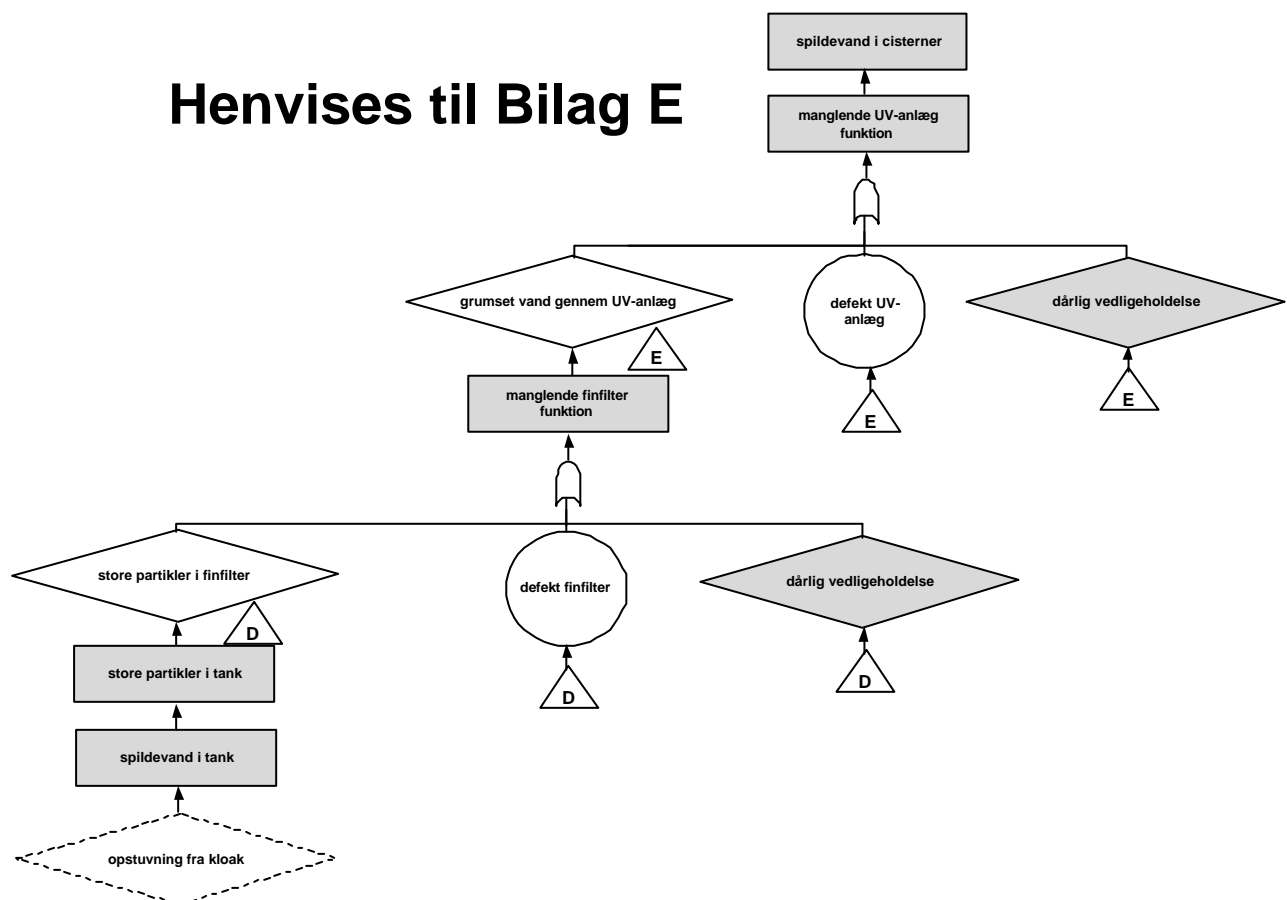 spildevand i cisterner
Henvises til Bilag E
manglende UV-anlæg
funktion
grumset vand gennem UV-anlæg
defekt UV-
anlæg
dårlig vedligeholdelse
E
E
E
manglende finfilter
funktion
store partikler i finfilter
defekt finfilter
dårlig vedligeholdelse
D
D
D
store partikler i tank
spildevand i tank
opstuvning fra kloak